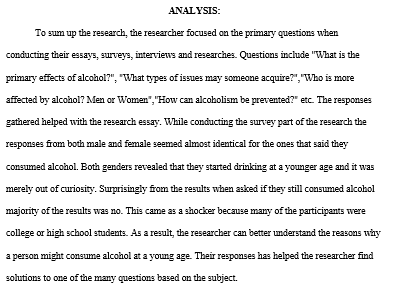 ANALYSIS:
To sum up the research, the researcher focused on the primary questions when
conducting their essays, surveys, interviews and researches. Questions include "What is the
primary effects of alcohol?", "What types of issues may someone acquire?","Who is more
affected by alcohol? Men or Women","How can alcoholism be prevented?" etc. The responses
gathered helped with the research essay. While conducting the survey part of the research the
responses from both male and female seemed almost identical for the ones that said they
consumed alcohol. Both genders revealed that they started drinking at a younger age and it was
merely out of curiosity. Surprisingly from the results when asked if they still consumed alcohol
majority of the results was no. This came as a shocker because many of the participants were
college or high school students. As a result, the researcher can better understand the reasons why
a person might consume alcohol at a young age. Their responses has helped the researcher find
solutions to one of the many questions based on the subject.